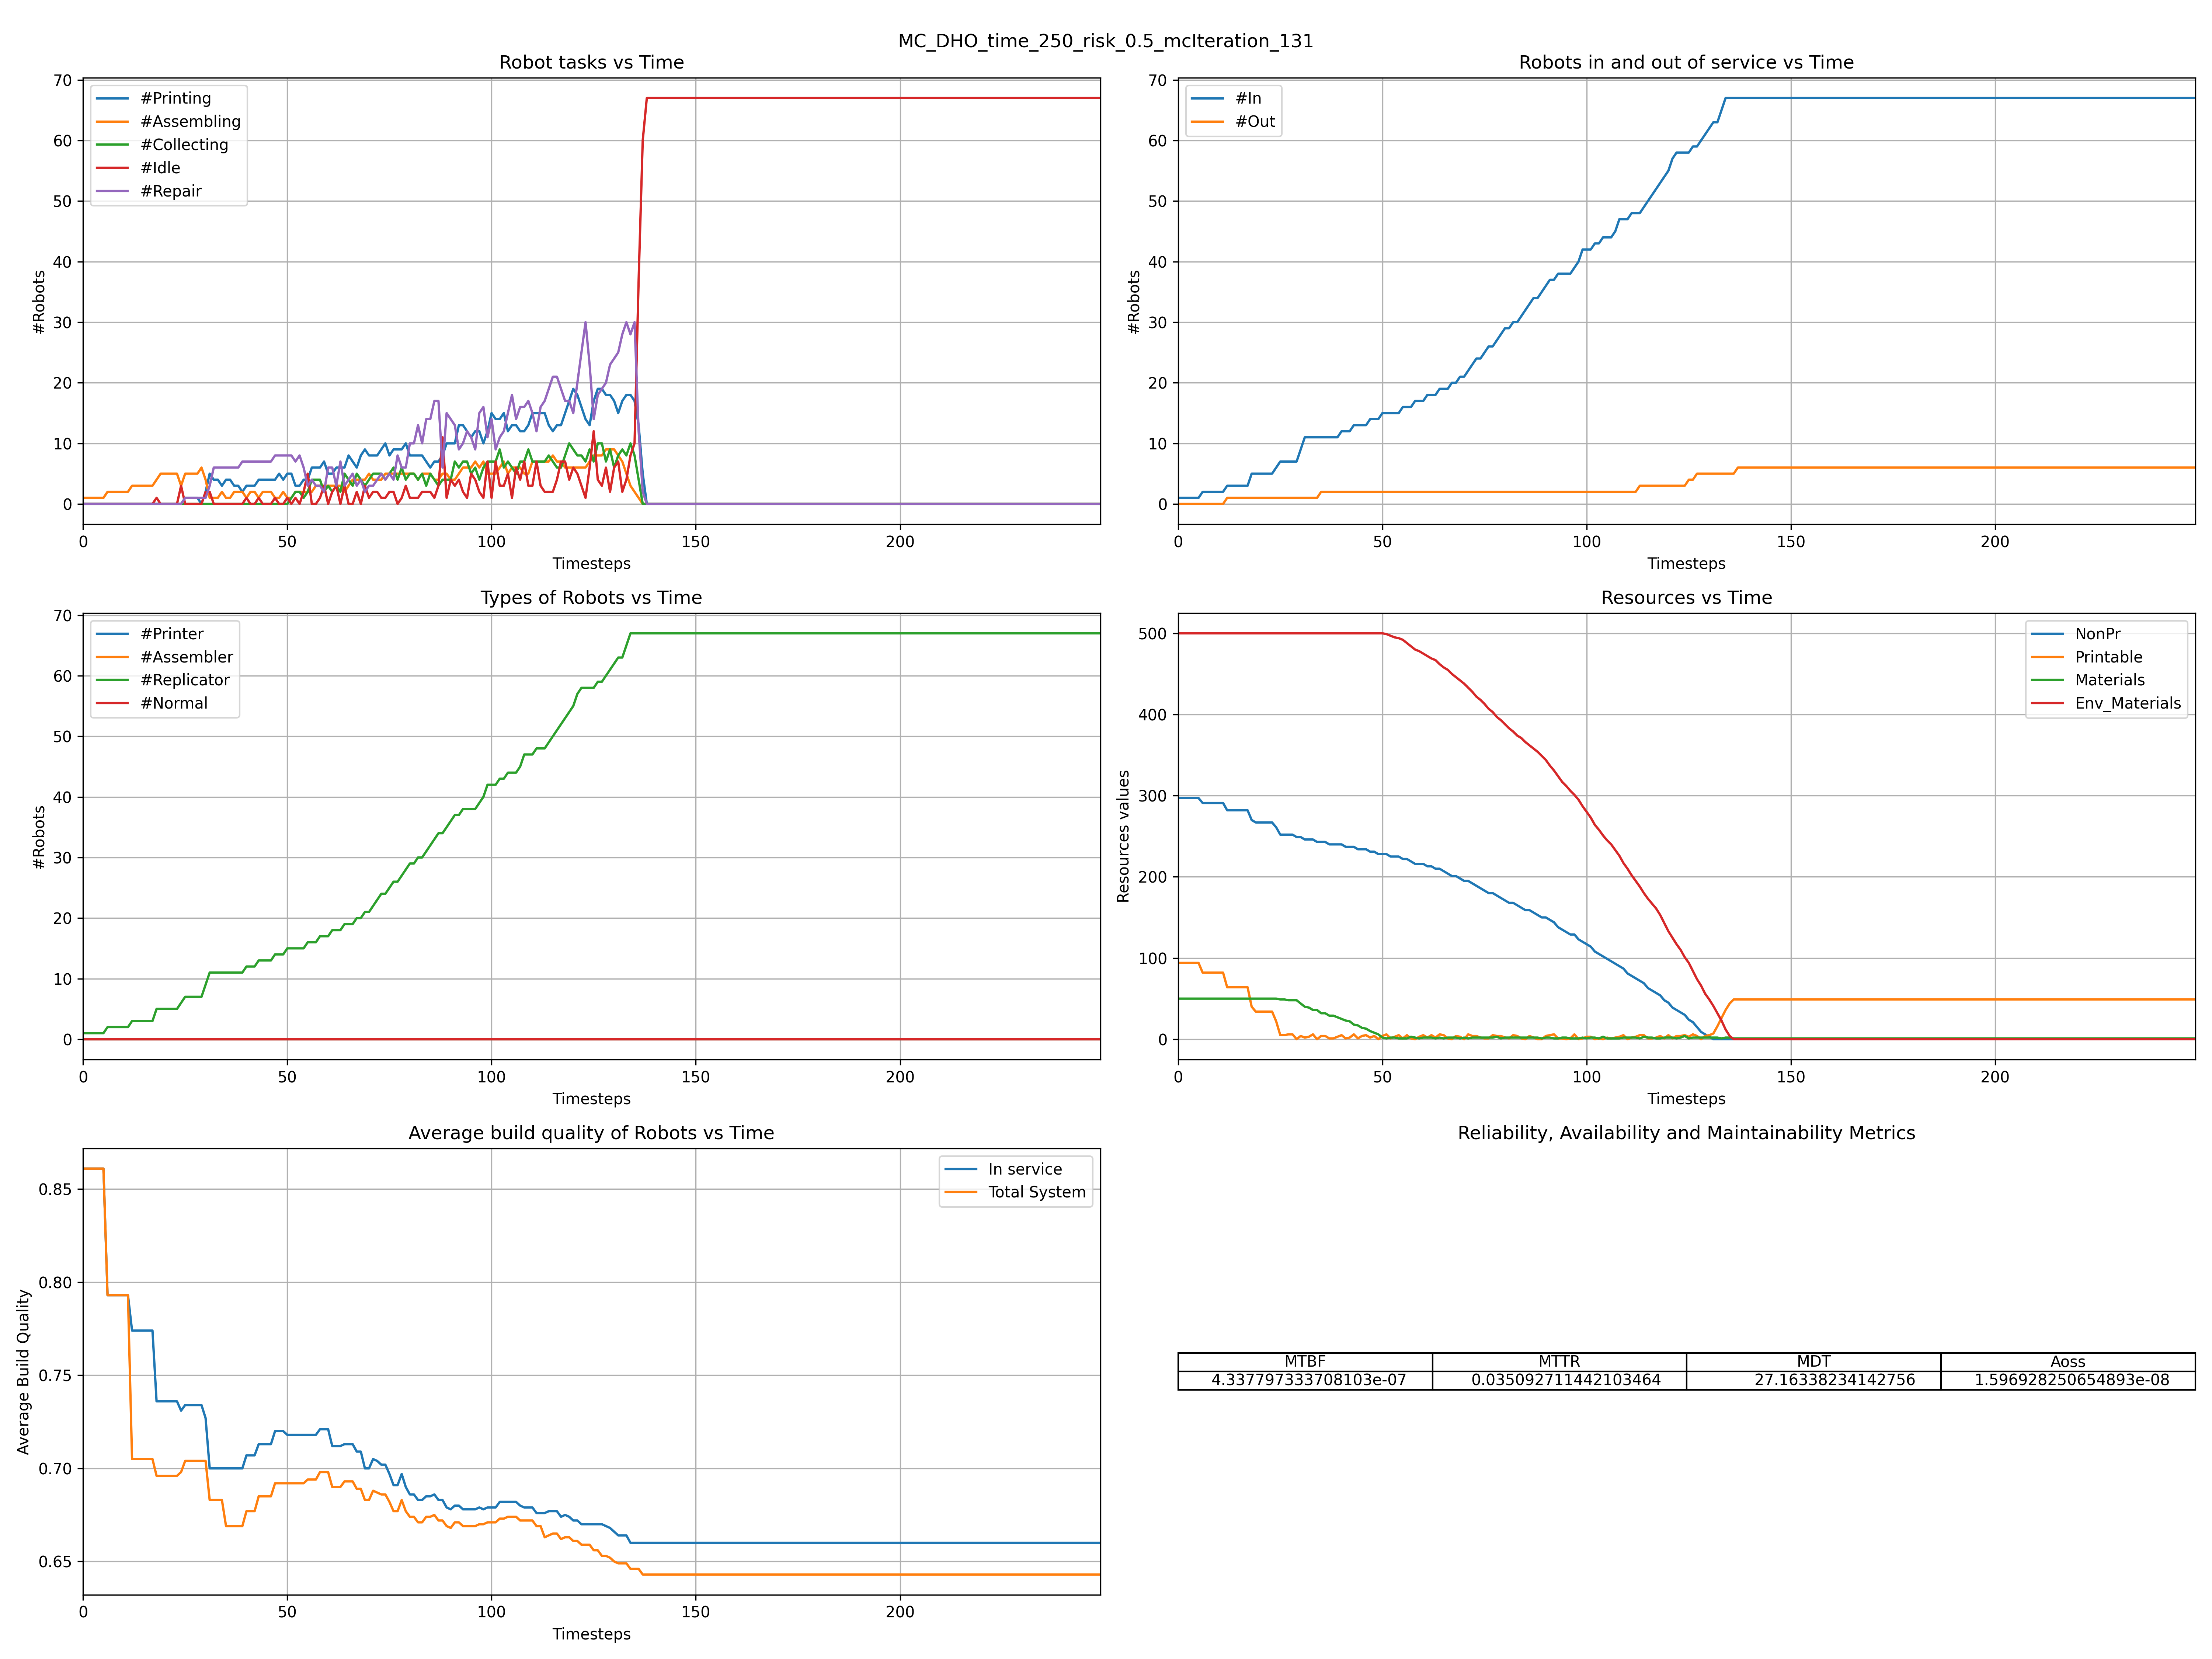 MC_DHO_time_250_risk_0.5_mcIteration_131
Robot tasks vs Time
70
60
50
40
30
20
10
0
#Robots
#Printing
#Assembling
#Collecting
#Idle
#Repair
0 50 100 150 200
Timesteps
Robots in and out of service vs Time
70
60
50
40
30
20
10
0
#Robots
#In
#Out
0 50 100 150 200
Timesteps
Types of Robots vs Time
70
60
50
40
30
20
10
0
#Robots
#Printer
#Assembler
#Replicator
#Normal
0 50 100 150 200
Timesteps
Resources vs Time
500
400
300
200
100
0
Resources values
NonPr
Printable
Materials
Env_Materials
0 50 100 150 200
Timesteps
Average build quality of Robots vs Time
0.85
0.80
0.75
0.70
0.65
Average Build Quality
In service
Total System
0 50 100 150 200
Timesteps
Reliability, Availability and Maintainability Metrics
MTBF MTTR MDT Aoss
4.337797333708103e-07 0.035092711442103464 27.16338234142756 1.596928250654893e-08